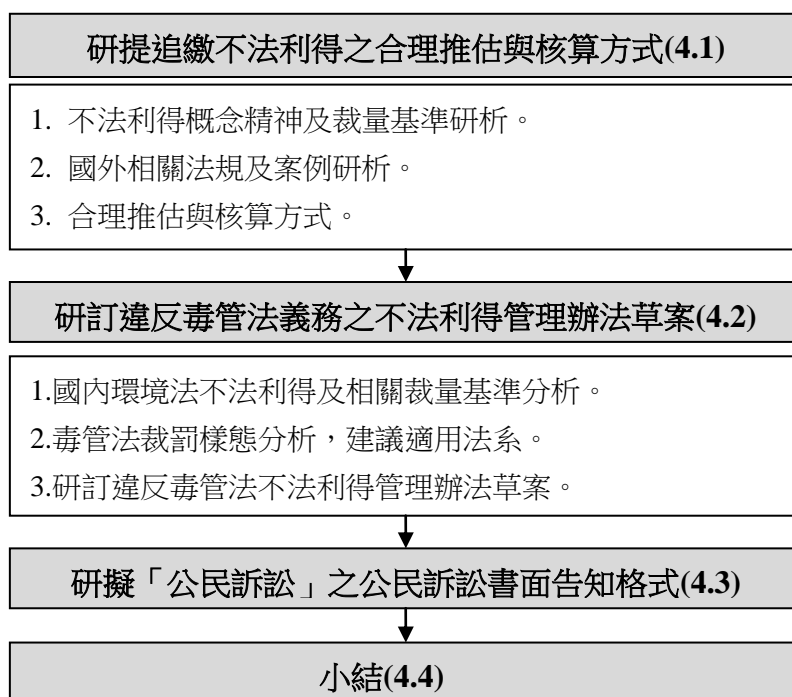 研提追繳不法利得之合理推估與核算方式(4.1)
1. 不法利得概念精神及裁量基準研析。
2. 國外相關法規及案例研析。
3. 合理推估與核算方式。
研訂違反毒管法義務之不法利得管理辦法草案(4.2)
1.國內環境法不法利得及相關裁量基準分析。
2.毒管法裁罰樣態分析，建議適用法系。
3.研訂違反毒管法不法利得管理辦法草案。
研擬「公民訴訟」之公民訴訟書面告知格式(4.3)
小結(4.4)